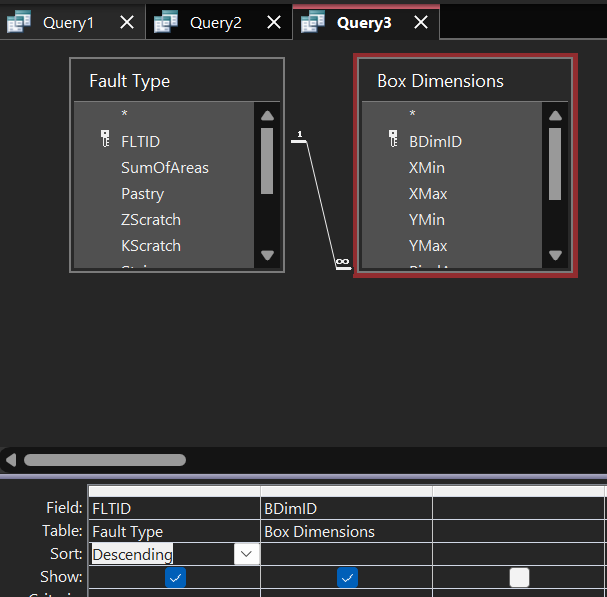 Query1 Query2 Query3
Fault Type
*
FLTID
SumOfAreas
Pastry
ZScratch
KScratch
1
∞
Box Dimensions
*
BDimID
XMin
XMax
YMin
YMax
Field: FLTID BDimID
Table: Fault Type Box Dimensions
Sort: Descending
Show: